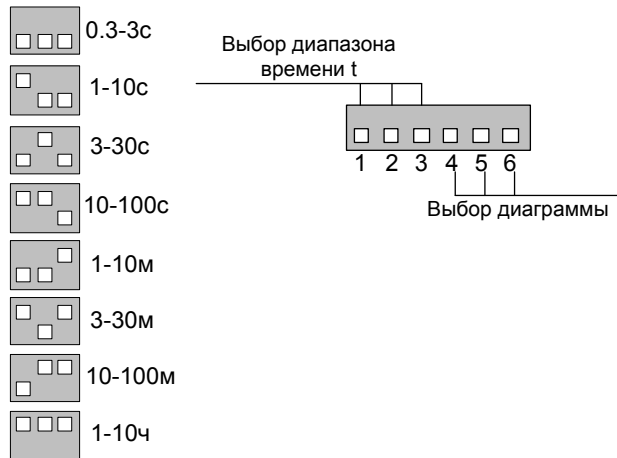 0.3-3с
1-10с
3-30с
10-100с
1-10м
3-30м
10-100м
1-10ч
Выбор диапазона
времени t
1 2 3 4 5 6
Выбор диаграммы